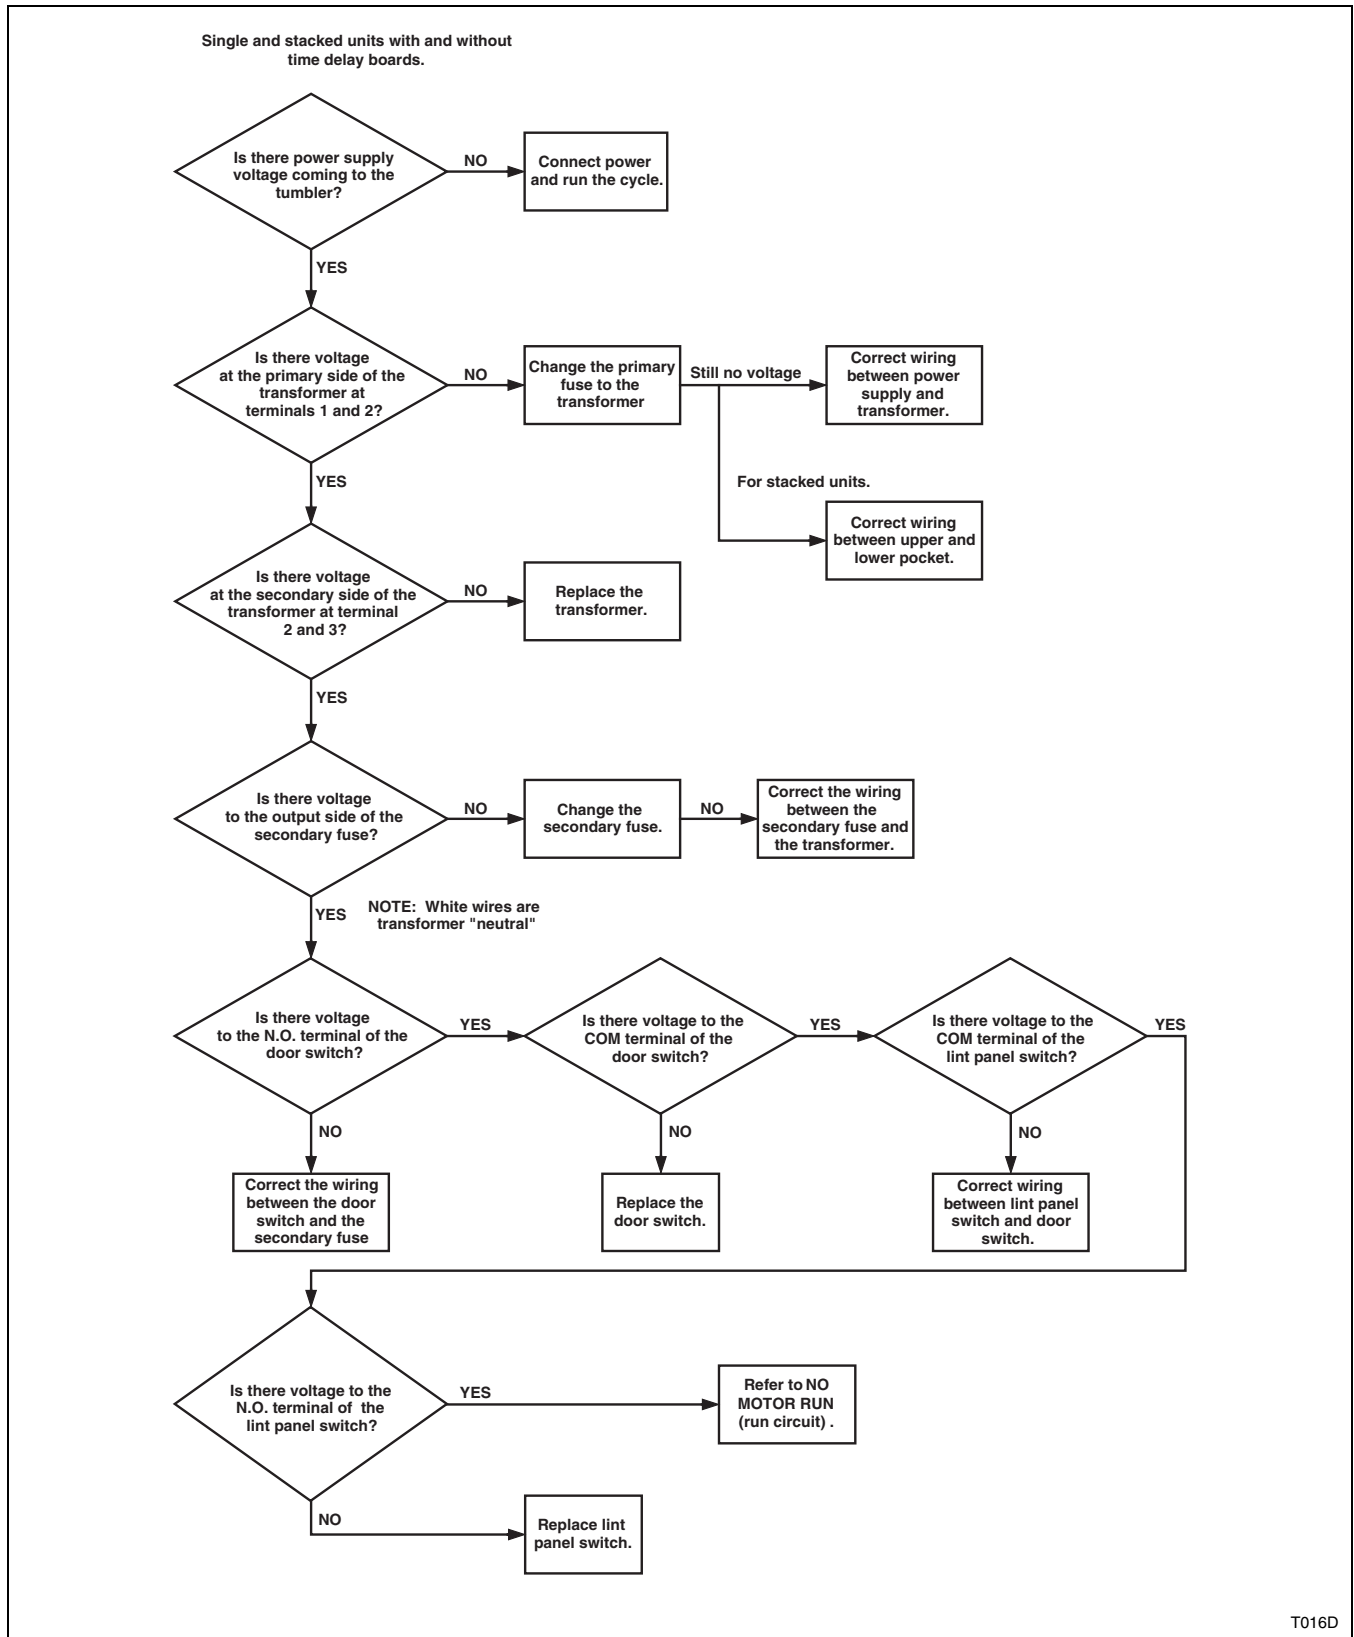 Single and stacked units with and without
time delay boards.
Is there power supply
voltage coming to the
tumbler?
NO
Connect power
and run the cycle.
YES
Is there voltage
at the primary side of the
transformer at
terminals 1 and 2?
NO
Change the primary
fuse to the
transformer
Still no voltage
Correct wiring
between power
supply and
transformer.
YES
For stacked units.
Correct wiring
between upper and
lower pocket.
Is there voltage
at the secondary side of the
transformer at terminal
2 and 3?
NO
Replace the
transformer.
YES
Is there voltage
to the output side of the
secondary fuse?
NO
Change the
secondary fuse.
NO
Correct the wiring
between the
secondary fuse and
the transformer.
YES
NOTE: White wires are
transformer "neutral"
Is there voltage
to the N.O. terminal of the
door switch?
YES
Is there voltage to the
COM terminal of the
door switch?
YES
Is there voltage to the
COM terminal of the
lint panel switch?
YES
NO
NO
NO
Correct the wiring
between the door
switch and the
secondary fuse
Replace the
door switch.
Correct wiring
between lint panel
switch and door
switch.
Is there voltage to the
N.O. terminal of the
lint panel switch?
YES
Refer to NO
MOTOR RUN
(run circuit) .
NO
Replace lint
panel switch.
T016D